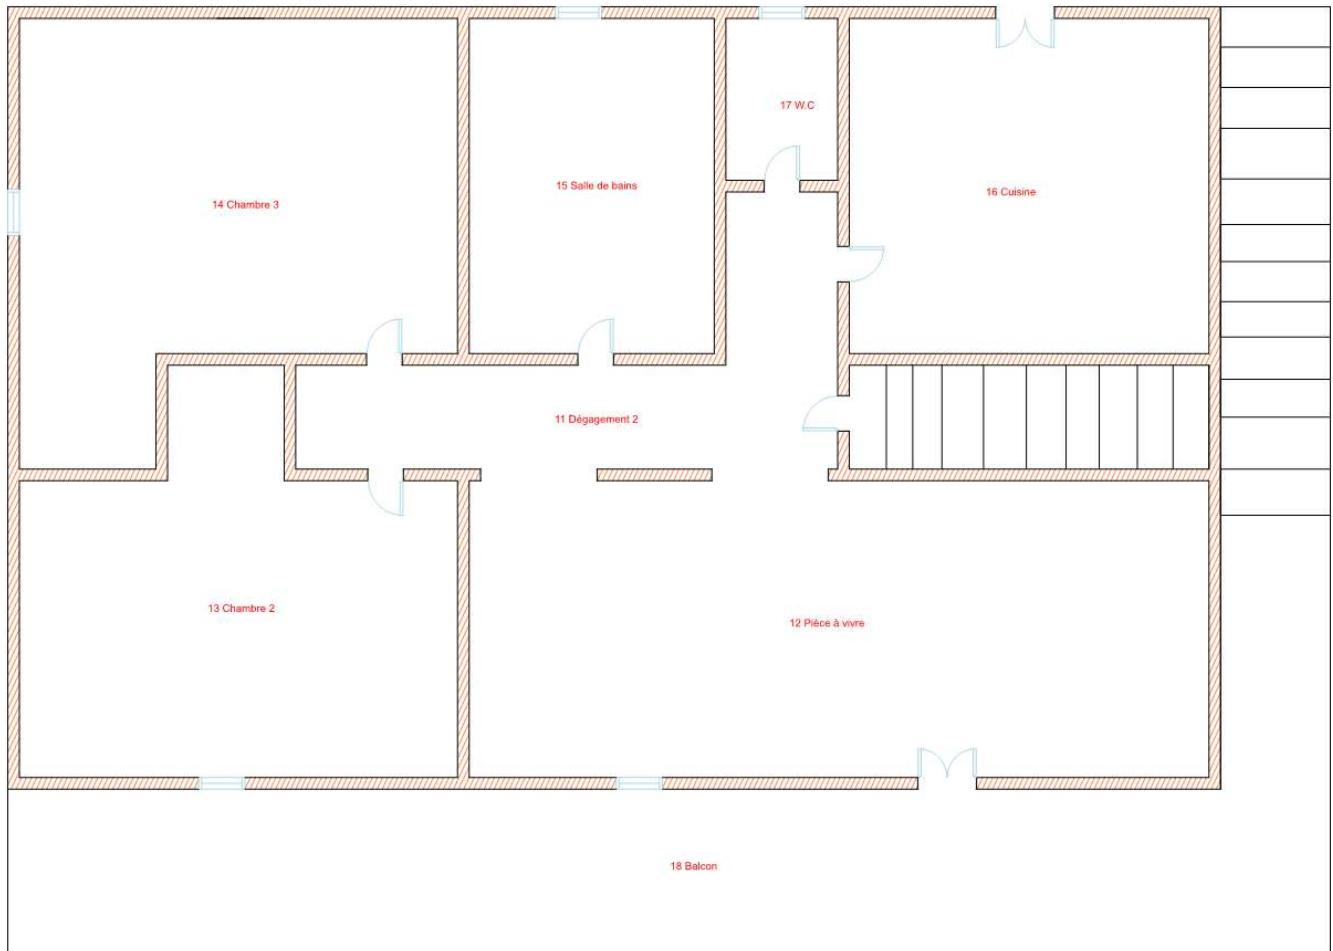 17 W.C
15 Salle de bains
16 Cuisine
14 Chambre 3
11 Dégagement 2
13 Chambre 2
12 Pièce à vivre
18 Balcon